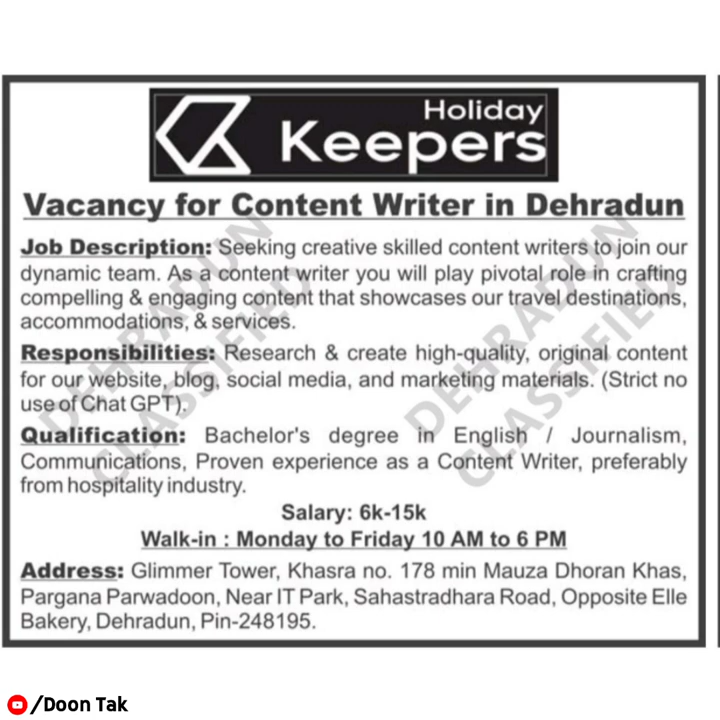 Holiday
Keepers
Vacancy for Content Writer in Dehradun
Job Description: Seeking creative skilled content writers to join our
dynamic team. As a content writer you will play pivotal role in crafting
compelling & engaging content that showcases our travel destinations,
accommodations, & services.
Responsibilities: Research & create high-quality, original content
for our website, blog, social media, and marketing materials. (Strict no
use of Chat GPT).
Qualification: Bachelor's degree in English / Journalism,
Communications, Proven experience as a Content Writer, preferably
from hospitality industry.
Salary: 6k-15k
Walk-in : Monday to Friday 10 AM to 6 PM
Address: Glimmer Tower, Khasra no. 178 min Mauza Dhoran Khas,
Pargana Parwadoon, Near IT Park, Sahastradhara Road, Opposite Elle
Bakery, Dehradun, Pin-248195.
DEHRADUN
CLASSIFIED
DEHRADUN
CLASSIFIED
/Doon Tak